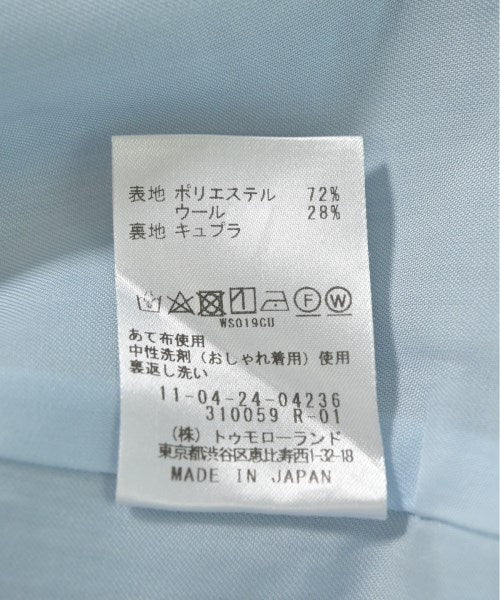 表地 ポリエステル 72%
ウール 28%
裏地 キュプラ
F W
WS019CU
あて布使用
中性洗剤（おしゃれ着用）使用
裏返し洗い
11-04-24-04236
310059 R-01
（株）トゥモローランド
東京都渋谷区恵比寿西1-32-18
MADE IN JAPAN